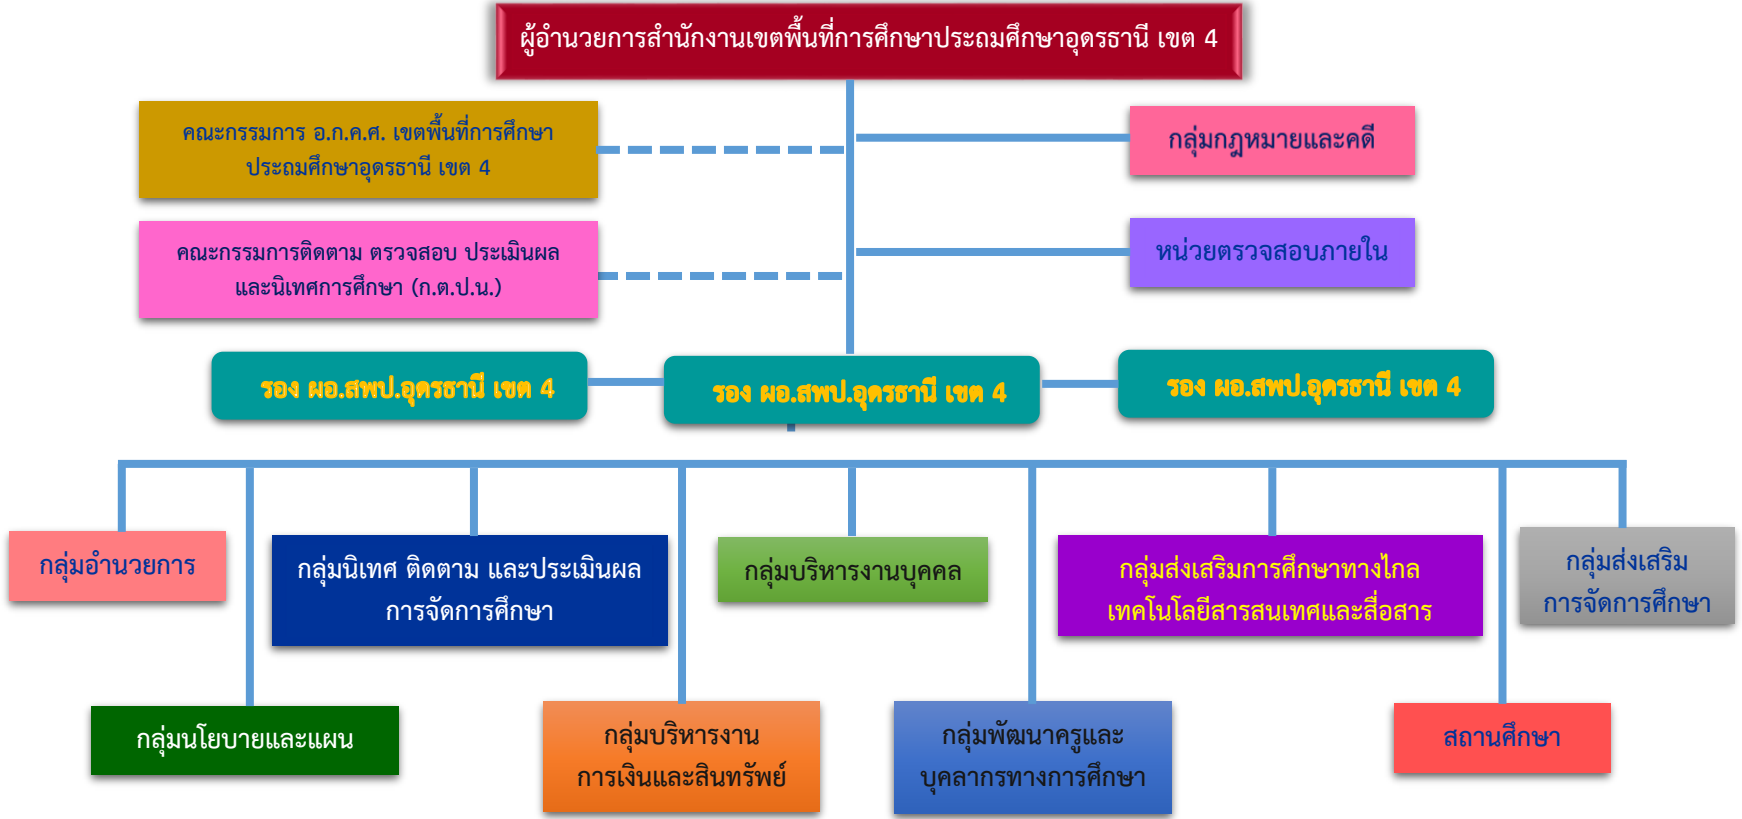 ผู้อำนวยการสำนักงานเขตพื้นที่การศึกษาประถมศึกษาอุดรธานี เขต 4
คณะกรรมการ อ.ก.ค.ศ. เขตพื้นที่การศึกษา
ประถมศึกษาอุดรธานี เขต 4
กลุ่มกฎหมายและคดี
คณะกรรมการติดตาม ตรวจสอบ ประเมินผล
และนิเทศการศึกษา (ก.ต.ป.น.)
หน่วยตรวจสอบภายใน
รอง ผอ.สพป.อุดรธานี เขต 4
รอง ผอ.สพป.อุดรธานี เขต 4
รอง ผอ.สพป.อุดรธานี เขต 4
กลุ่มอำนวยการ
กลุ่มนิเทศ ติดตาม และประเมินผล
การจัดการศึกษา
กลุ่มบริหารงานบุคคล
กลุ่มส่งเสริมการศึกษาทางไกล
เทคโนโลยีสารสนเทศและสื่อสาร
กลุ่มส่งเสริม
การจัดการศึกษา
กลุ่มนโยบายและแผน
กลุ่มบริหารงาน
การเงินและสินทรัพย์
กลุ่มพัฒนาครูและ
บุคลากรทางการศึกษา
สถานศึกษา